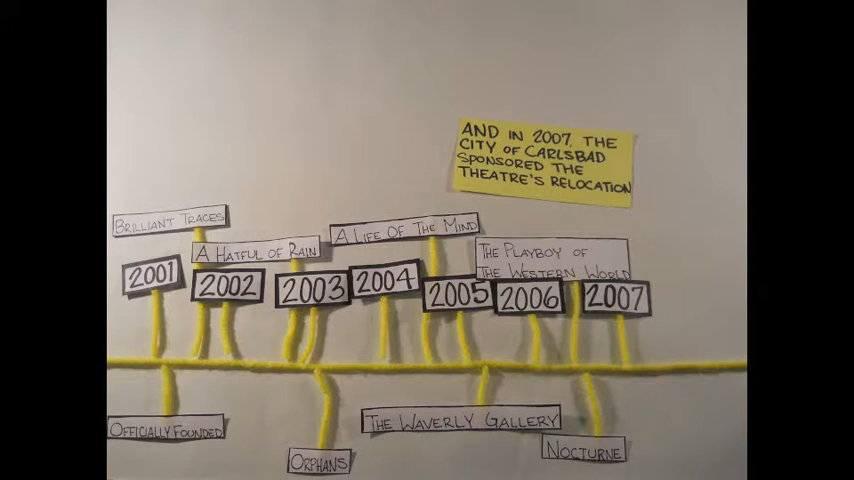 AND IN 2007, THE
CITY OF CARLSBAD
SPONSORED THE
THEATRE'S RELOCATION
BRILLIANT TRACES
A HATFUL OF RAIN
A LIFE OF THE MIND
THE PLAYBOY OF
THE WESTERN WORLD
2001
2002
2003
2004
2005
2006
2007
OFFICIALLY FOUNDED
ORPHANS
THE WAVERLY GALLERY
NOCTURNE